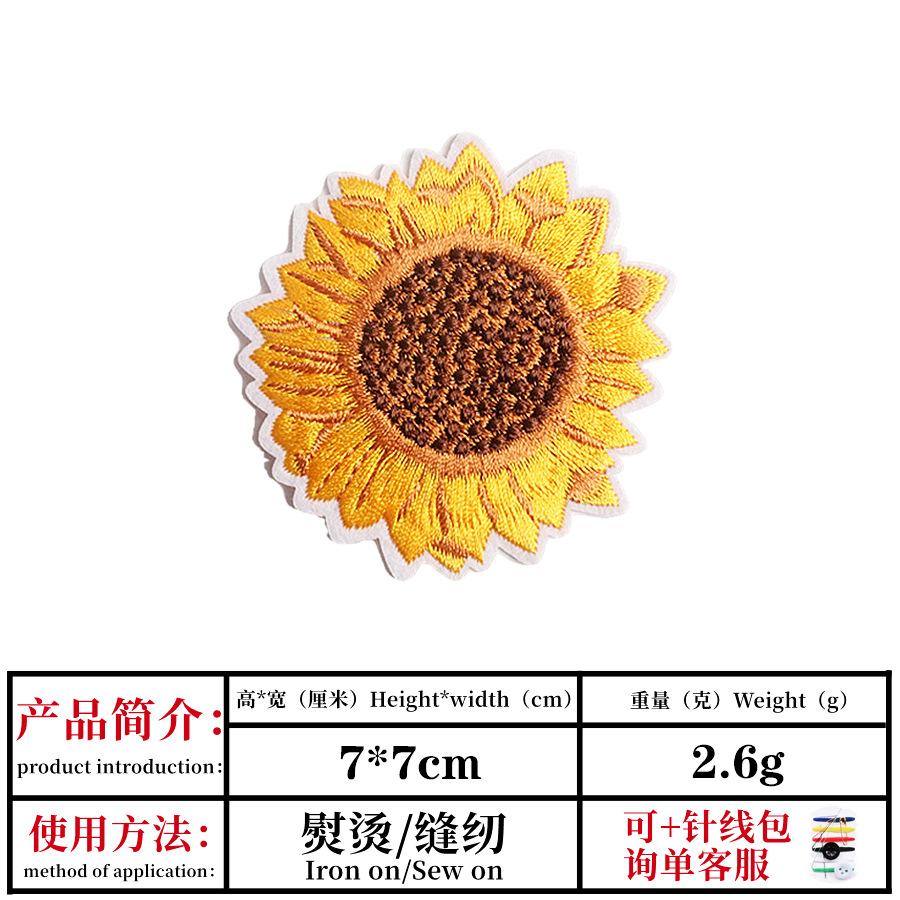 产品简介：
product introduction：
高*宽（厘米）Height*width（cm）
重量（克）Weight（g）
7*7cm
2.6g
使用方法：
method of application：
熨烫/缝纫
Iron on/Sew on
可+针线包
询单客服